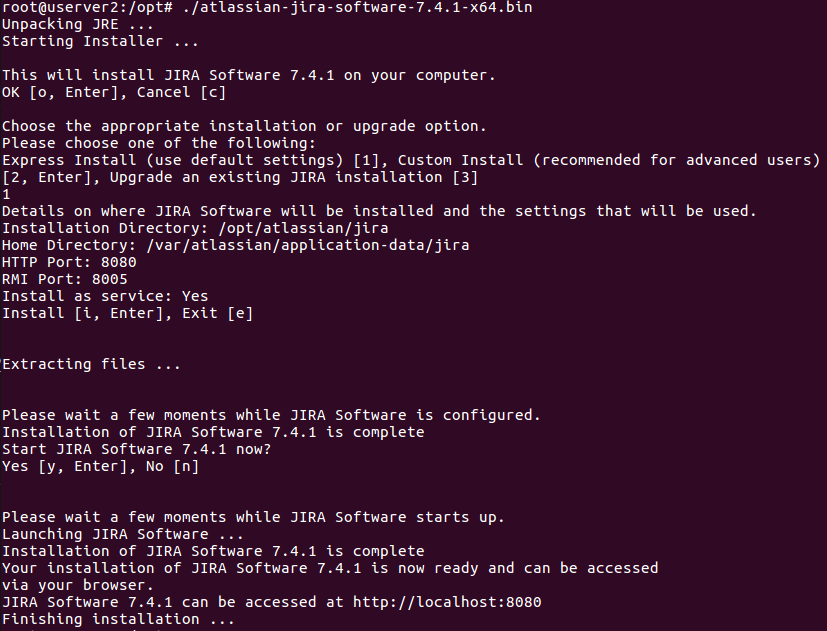 root@userver2:/opt# ./atlassian-jira-software-7.4.1-x64.bin
Unpacking JRE ...
Starting Installer ...
This will install JIRA Software 7.4.1 on your computer.
OK [o, Enter], Cancel [c]
Choose the appropriate installation or upgrade option.
Please choose one of the following:
Express Install (use default settings) [1], Custom Install (recommended for advanced users)
[2, Enter], Upgrade an existing JIRA installation [3]
1
Details on where JIRA Software will be installed and the settings that will be used.
Installation Directory: /opt/atlassian/jira
Home Directory: /var/atlassian/application-data/jira
HTTP Port: 8080
RMI Port: 8005
Install as service: Yes
Install [i, Enter], Exit [e]
Extracting files ...
Please wait a few moments while JIRA Software is configured.
Installation of JIRA Software 7.4.1 is complete
Start JIRA Software 7.4.1 now?
Yes [y, Enter], No [n]
Please wait a few moments while JIRA Software starts up.
Launching JIRA Software ...
Installation of JIRA Software 7.4.1 is complete
Your installation of JIRA Software 7.4.1 is now ready and can be accessed
via your browser.
JIRA Software 7.4.1 can be accessed at http://localhost:8080
Finishing installation ...